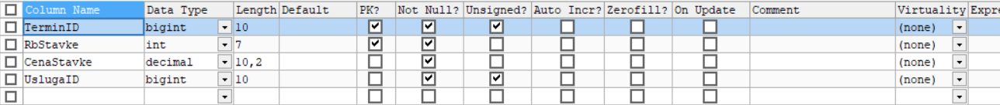 Column Name Data Type Length Default PK? Not Null? Unsigned? Auto Incr? Zerofill? On Update Comment Virtuality Expre
TerminID bigint 10 (none)
RbStavke int 7 (none)
CenaStavke decimal 10,2 (none)
UslugaID bigint 10 (none)